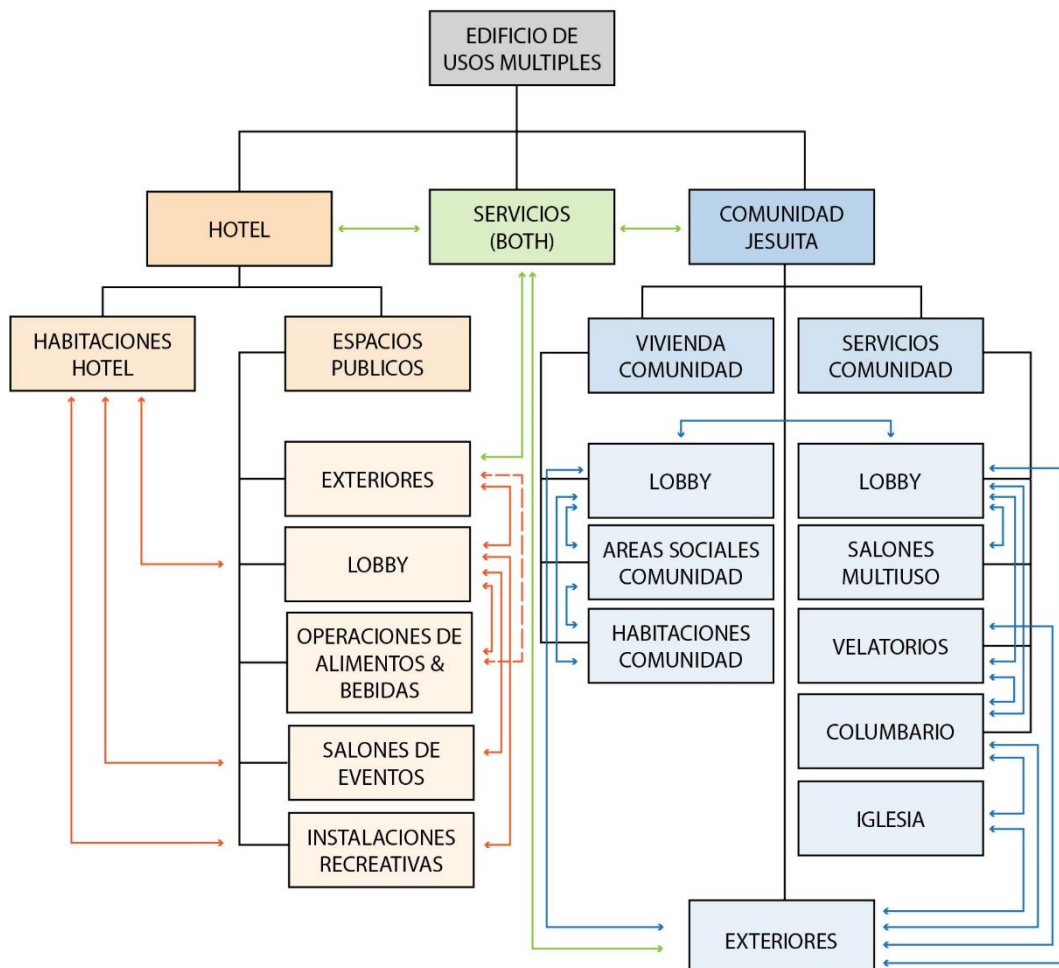 EDIFICIO DE
USOS MULTIPLES
HOTEL
SERVICIOS
(BOTH)
COMUNIDAD
JESUITA
HABITACIONES
HOTEL
ESPACIOS
PUBLICOS
VIVIENDA
COMUNIDAD
SERVICIOS
COMUNIDAD
EXTERIORES
LOBBY
OPERACIONES DE
ALIMENTOS &
BEBIDAS
SALONES DE
EVENTOS
INSTALACIONES
RECREATIVAS
LOBBY
AREAS SOCIALES
COMUNIDAD
HABITACIONES
COMUNIDAD
LOBBY
SALONES
MULTIUSO
VELATORIOS
COLUMBARIO
IGLESIA
EXTERIORES